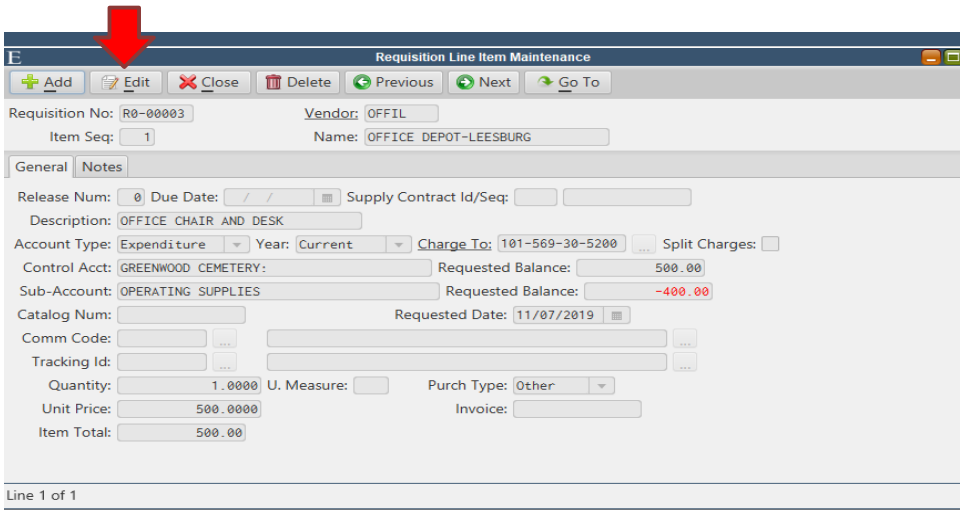 E Requisition Line Item Maintenance
Add Edit Close Delete Previous Next Go To
Requisition No: R0-00003 Vendor: OFFIL
Item Seq: 1 Name: OFFICE DEPOT-LEESBURG
General Notes
Release Num: 0 Due Date: / / Supply Contract Id/Seq:
Description: OFFICE CHAIR AND DESK
Account Type: Expenditure Year: Current Charge To: 101-569-30-5200 ... Split Charges:
Control Acct: GREENWOOD CEMETERY: Requested Balance: 500.00
Sub-Account: OPERATING SUPPLIES Requested Balance: -400.00
Catalog Num: Requested Date: 11/07/2019
Comm Code: ... ...
Tracking Id: ... ...
Quantity: 1.0000 U. Measure: Purch Type: Other
Unit Price: 500.0000 Invoice:
Item Total: 500.00
Line 1 of 1